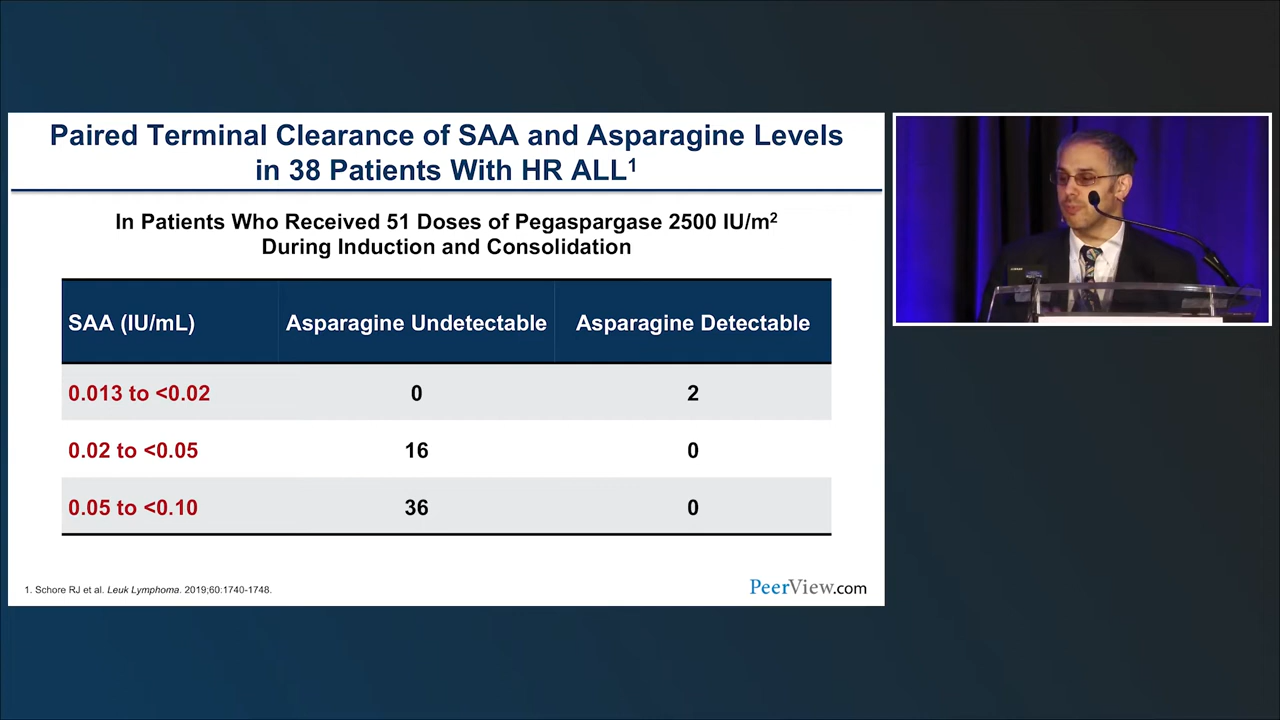 Paired Terminal Clearance of SAA and Asparagine Levels
in 38 Patients With HR ALL1
In Patients Who Received 51 Doses of Pegaspargase 2500 IU/m2
During Induction and Consolidation
SAA (IU/mL) Asparagine Undetectable Asparagine Detectable
0.013 to <0.02 0 2
0.02 to <0.05 16 0
0.05 to <0.10 36 0
1. Schore RJ et al. Leuk Lymphoma. 2019;60:1740-1748.
PeerView.com